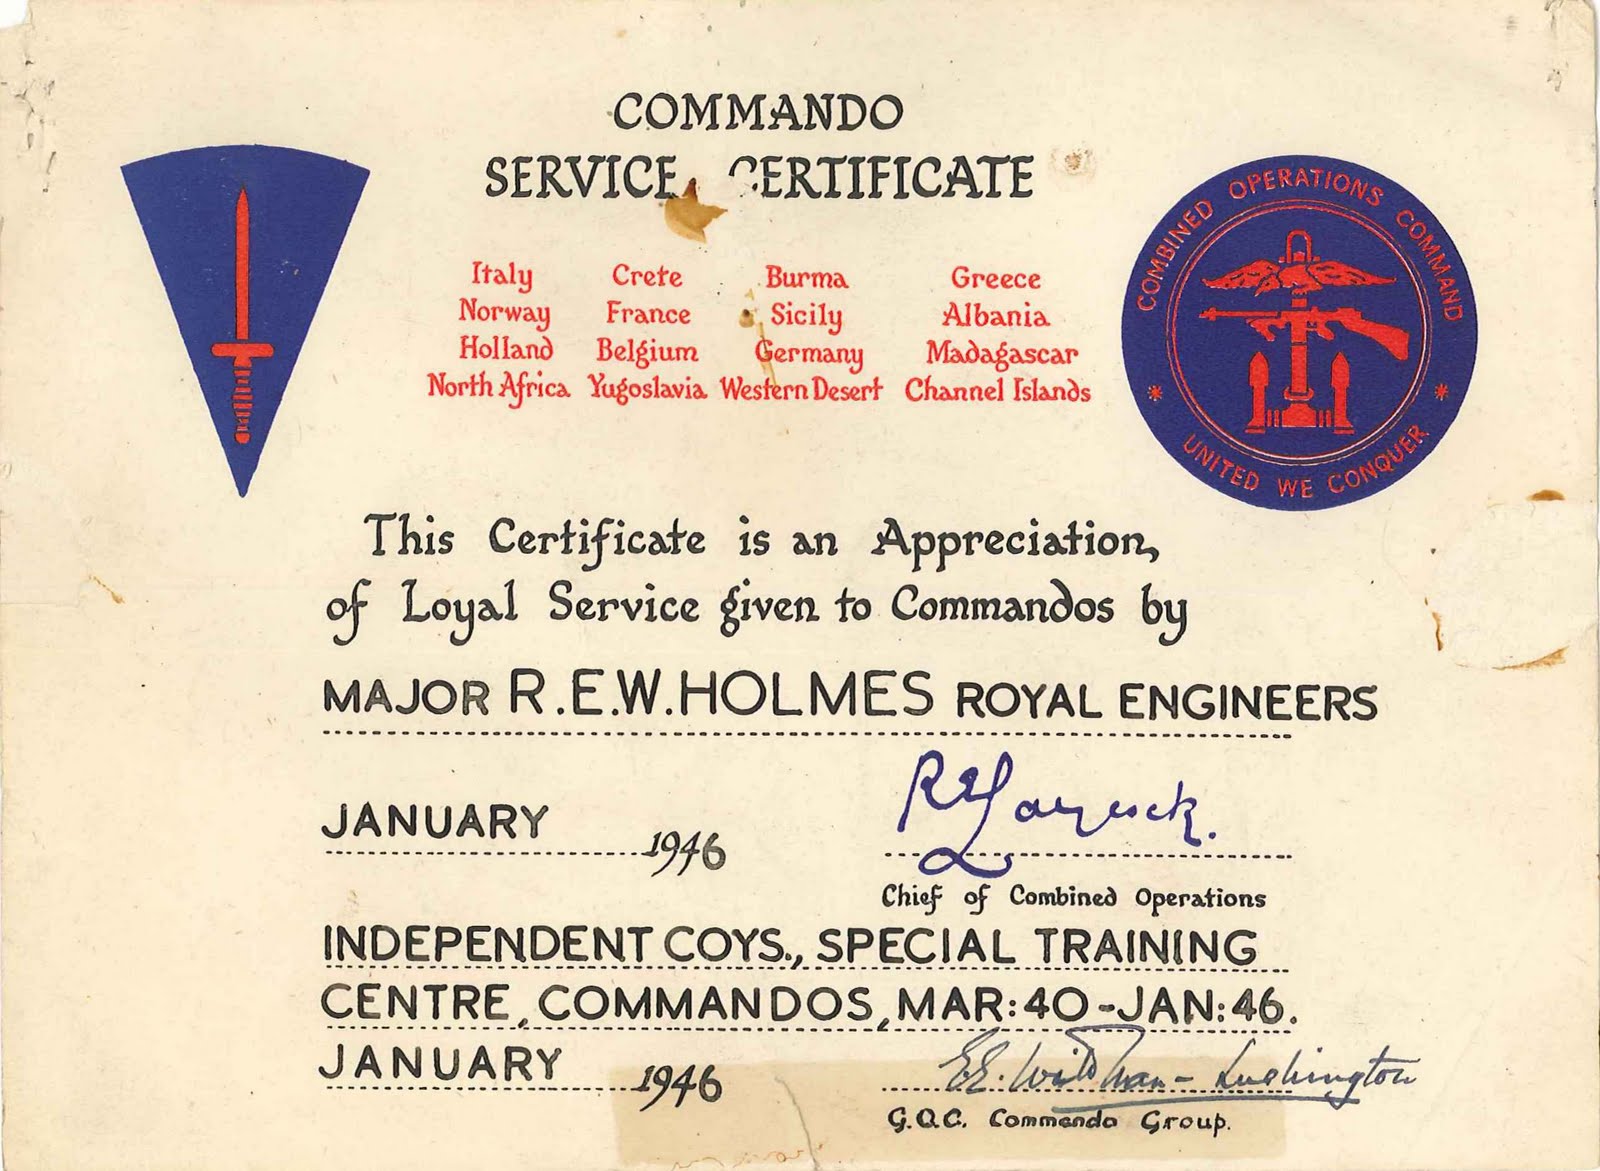 COMMANDO
SERVICE CERTIFICATE
Italy Crete Burma Greece
Norway France Sicily Albania
Holland Belgium Germany Madagascar
North Africa Yugoslavia Western Desert Channel Islands
COMBINED OPERATIONS COMMAND
UNITED WE CONQUER
This Certificate is an Appreciation,
of Loyal Service given to Commandos by
MAJOR R.E.W. HOLMES ROYAL ENGINEERS
JANUARY 1946
R E Laycock.
Chief of Combined Operations
INDEPENDENT COYS., SPECIAL TRAINING
CENTRE, COMMANDOS, MAR:40-JAN:46.
JANUARY 1946
G.E. Wildman-Lushington
G.O.C. Commando Group.